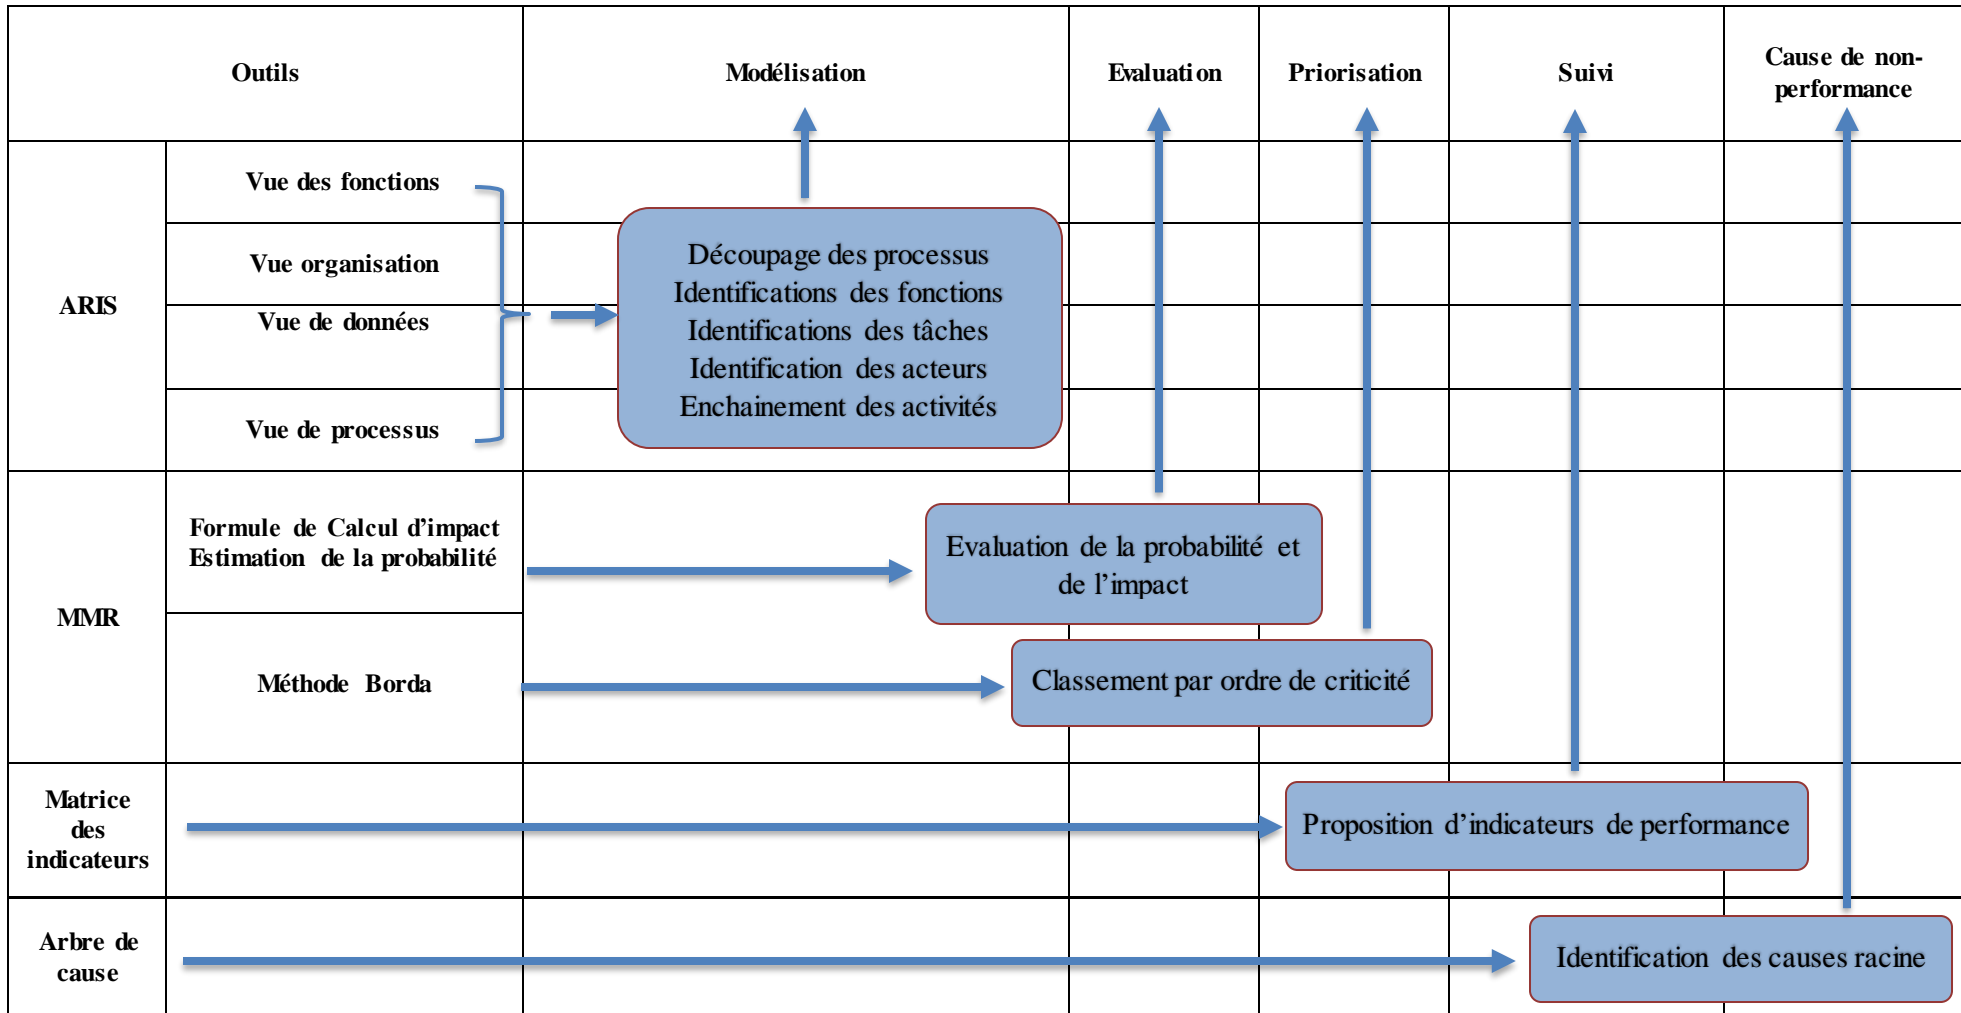 Outils
Modélisation
Evaluation
Priorisation
Suivi
Cause de non-
performance
ARIS
Vue des fonctions
Vue organisation
Vue de données
Vue de processus
Découpage des processus
Identifications des fonctions
Identifications des tâches
Identification des acteurs
Enchainement des activités
MMR
Formule de Calcul d’impact
Estimation de la probabilité
Evaluation de la probabilité et
de l’impact
Méthode Borda
Classement par ordre de criticité
Matrice
des
indicateurs
Proposition d’indicateurs de performance
Arbre de
cause
Identification des causes racine